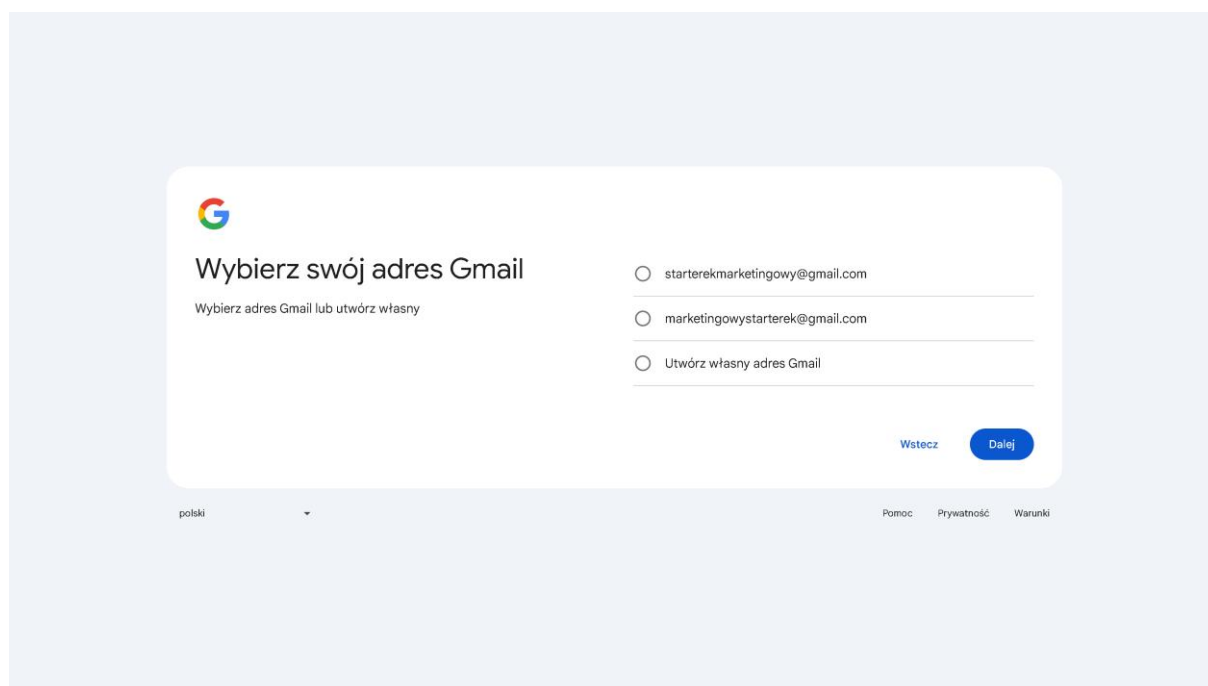 Wybierz swój adres Gmail
Wybierz adres Gmail lub utwórz własny
starterekmarketingowy@gmail.com
marketingowystarterek@gmail.com
Utwórz własny adres Gmail
Wstecz
Dalej
polski
Pomoc
Prywatność
Warunki